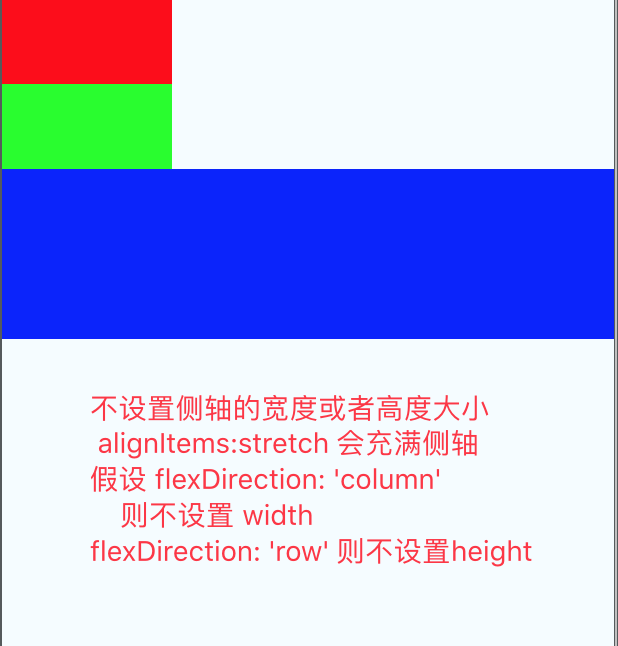 不设置侧轴的宽度或者高度大小
alignItems:stretch 会充满侧轴
假设 flexDirection: 'column'
则不设置 width
flexDirection: 'row' 则不设置height